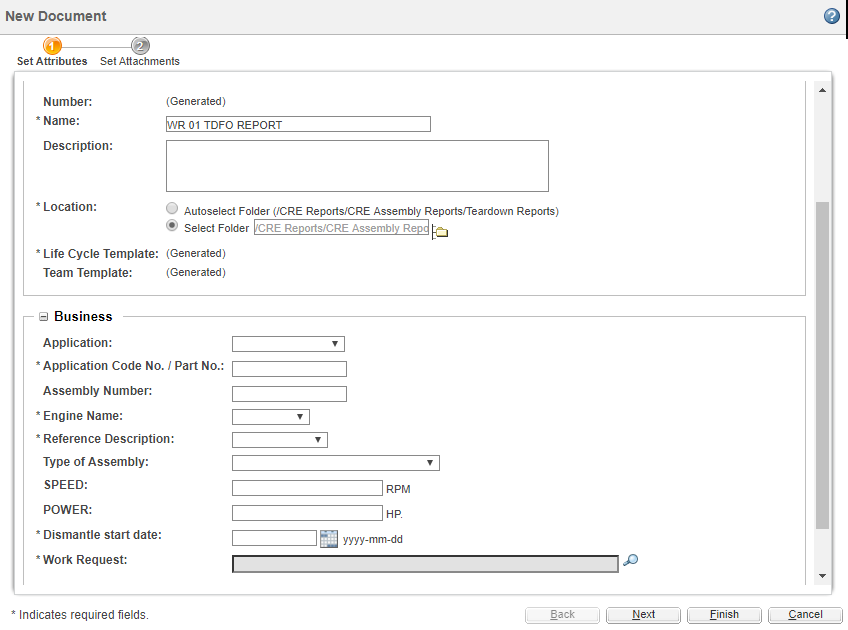 New Document
?
1 2
Set Attributes Set Attachments
Number: (Generated)
* Name: WR 01 TDFO REPORT
Description:
* Location: Autoselect Folder (/CRE Reports/CRE Assembly Reports/Teardown Reports)
Select Folder /CRE Reports/CRE Assembly Repo
* Life Cycle Template: (Generated)
Team Template: (Generated)
Business
Application:
* Application Code No. / Part No.:
Assembly Number:
* Engine Name:
* Reference Description:
Type of Assembly:
SPEED: RPM
POWER: HP.
* Dismantle start date: yyyy-mm-dd
* Work Request:
* Indicates required fields. Back Next Finish Cancel